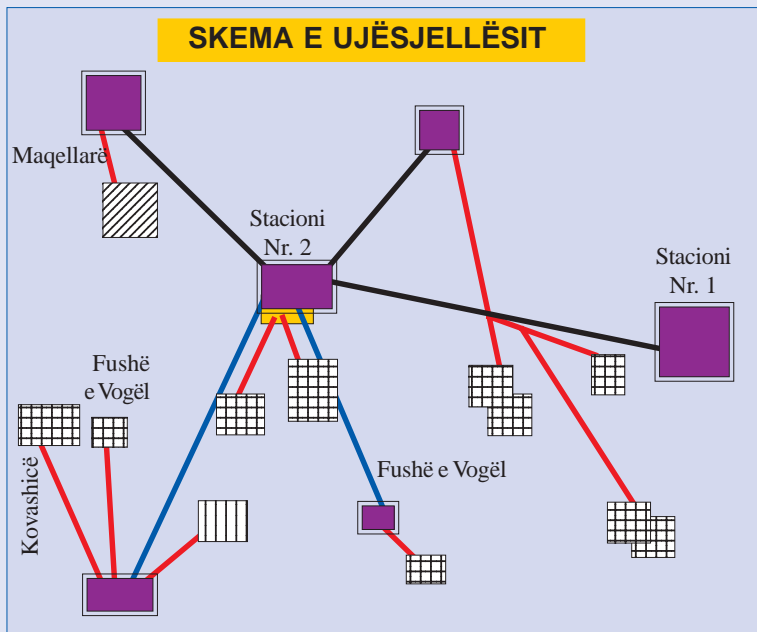 SKEMA E UJËSJELLËSIT
Maqellarë
Stacioni
Nr. 2
Stacioni
Nr. 1
Fushë
e Vogël
Fushë e Vogël
Kovashicë